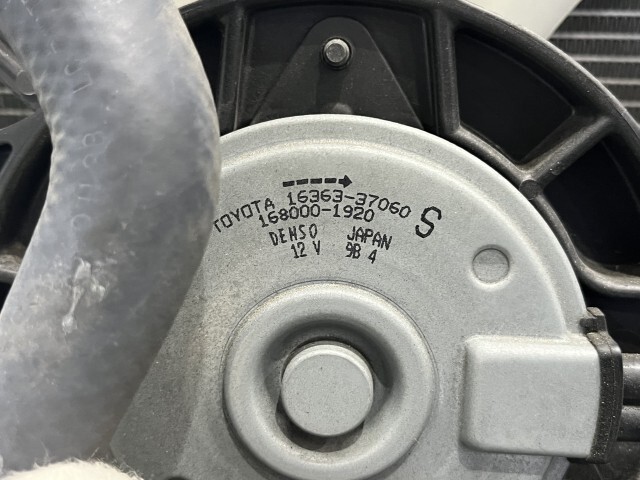 TOYOTA 16363-37060
168000-1920
S
DENSO JAPAN
12 V 9B 4